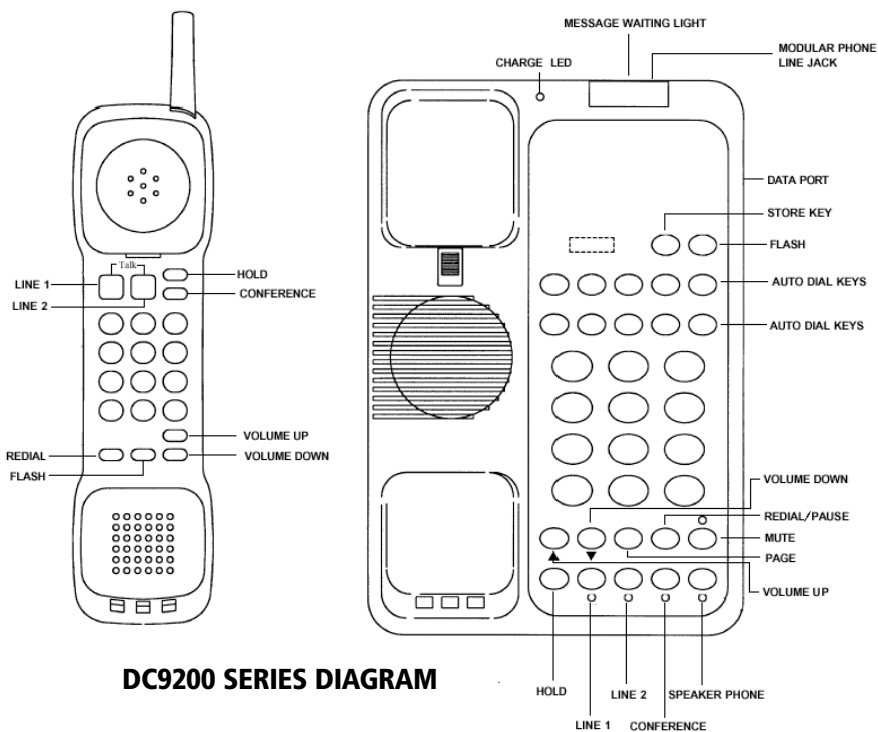 MESSAGE WAITING LIGHT
MODULAR PHONE
LINE JACK
CHARGE LED
DATA PORT
STORE KEY
FLASH
AUTO DIAL KEYS
AUTO DIAL KEYS
Talk
HOLD
LINE 1
CONFERENCE
LINE 2
VOLUME UP
REDIAL
VOLUME DOWN
FLASH
VOLUME DOWN
REDIAL/PAUSE
MUTE
PAGE
VOLUME UP
DC9200 SERIES DIAGRAM
HOLD
LINE 2
SPEAKER PHONE
LINE 1
CONFERENCE